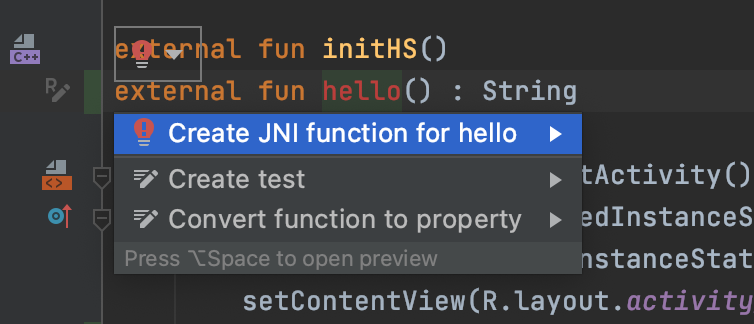 external fun initHS()
C++
external fun hello() : String
Create JNI function for hello
Create test
tActivity()
Convert function to property
edInstanceS
Press ⌥Space to open preview
nstanceStat
setContentView(R.layout.activity